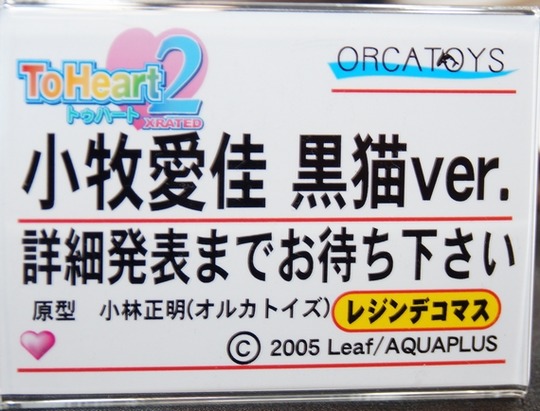 ToHeart2
トゥハート
XRATED
ORCATOYS
小牧愛佳 黒猫ver.
詳細発表までお待ち下さい
原型 小林正明(オルカトイズ) レジンデコマス
© 2005 Leaf/AQUAPLUS